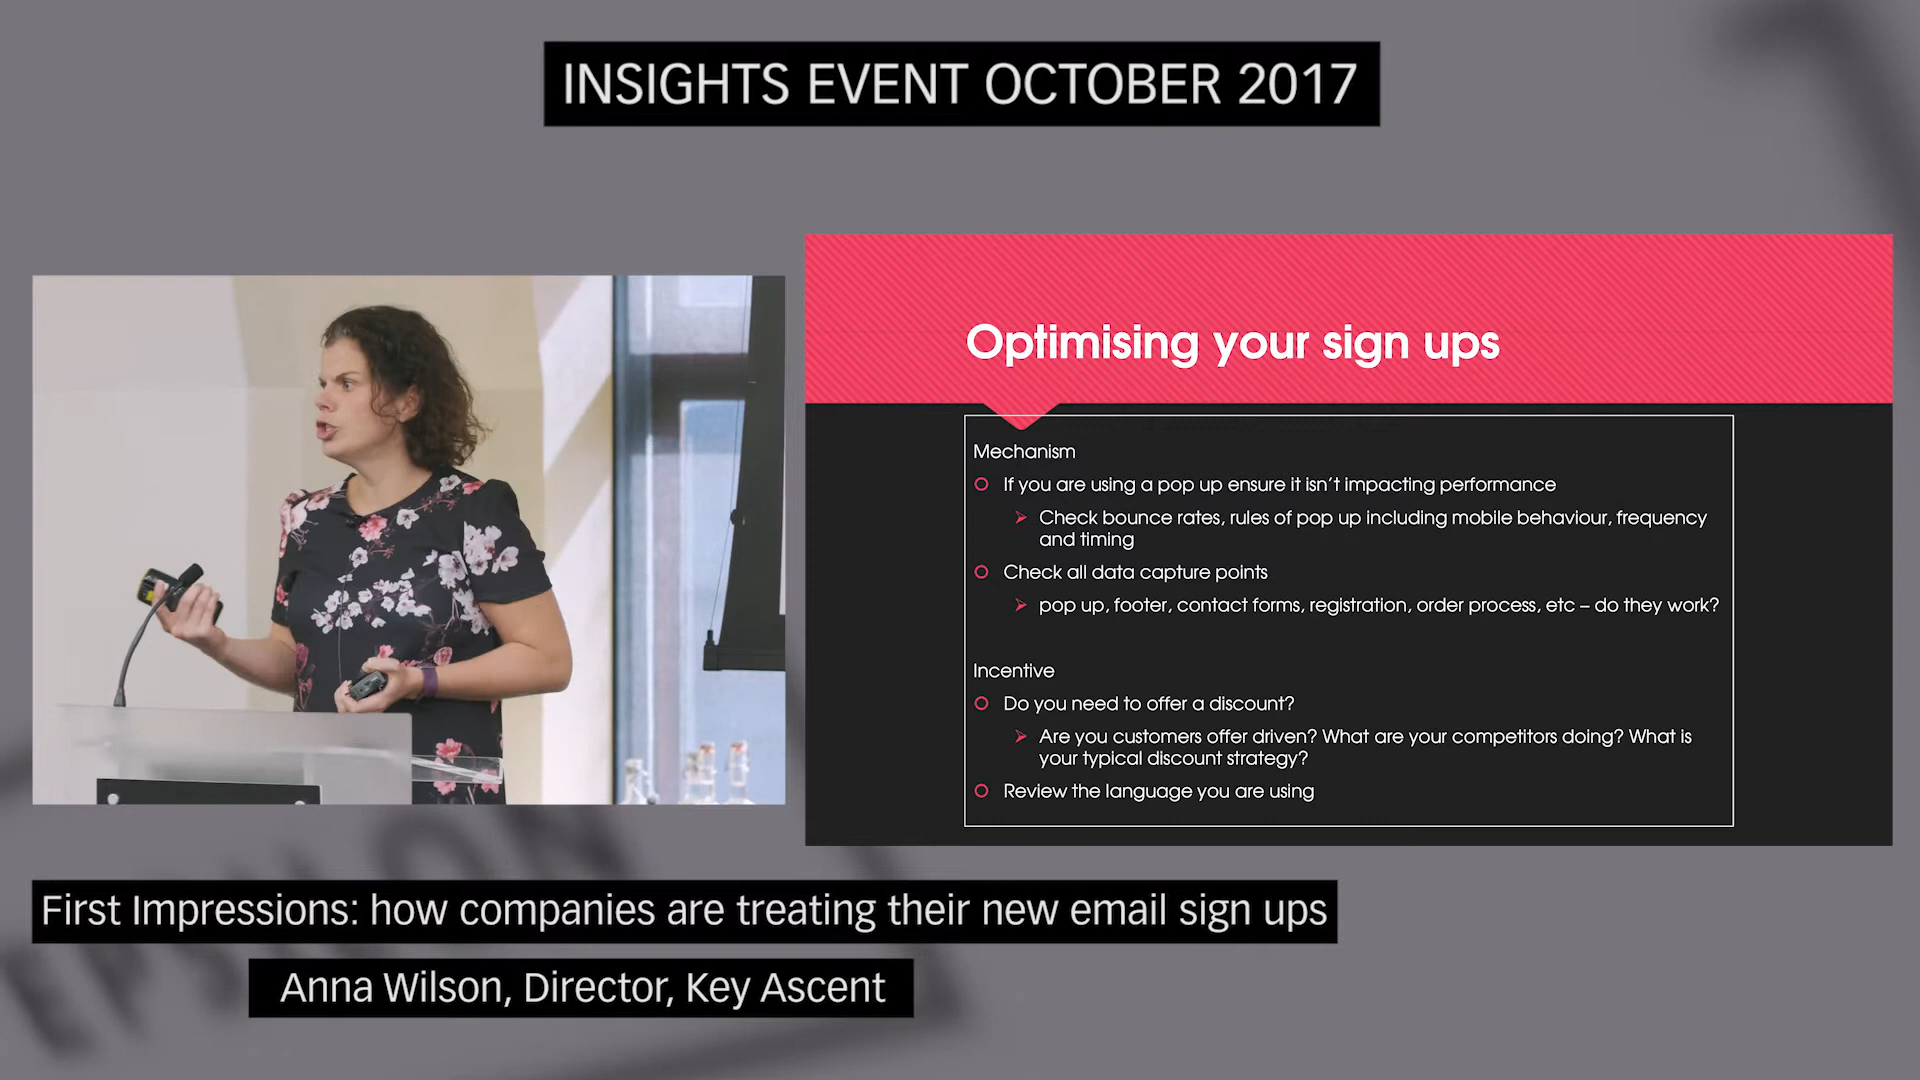 INSIGHTS EVENT OCTOBER 2017
Optimising your sign ups
Mechanism
If you are using a pop up ensure it isn't impacting performance
Check bounce rates, rules of pop up including mobile behaviour, frequency
and timing
Check all data capture points
pop up, footer, contact forms, registration, order process, etc – do they work?
Incentive
Do you need to offer a discount?
Are you customers offer driven? What are your competitors doing? What is
your typical discount strategy?
Review the language you are using
First Impressions: how companies are treating their new email sign ups
Anna Wilson, Director, Key Ascent
EPSILON